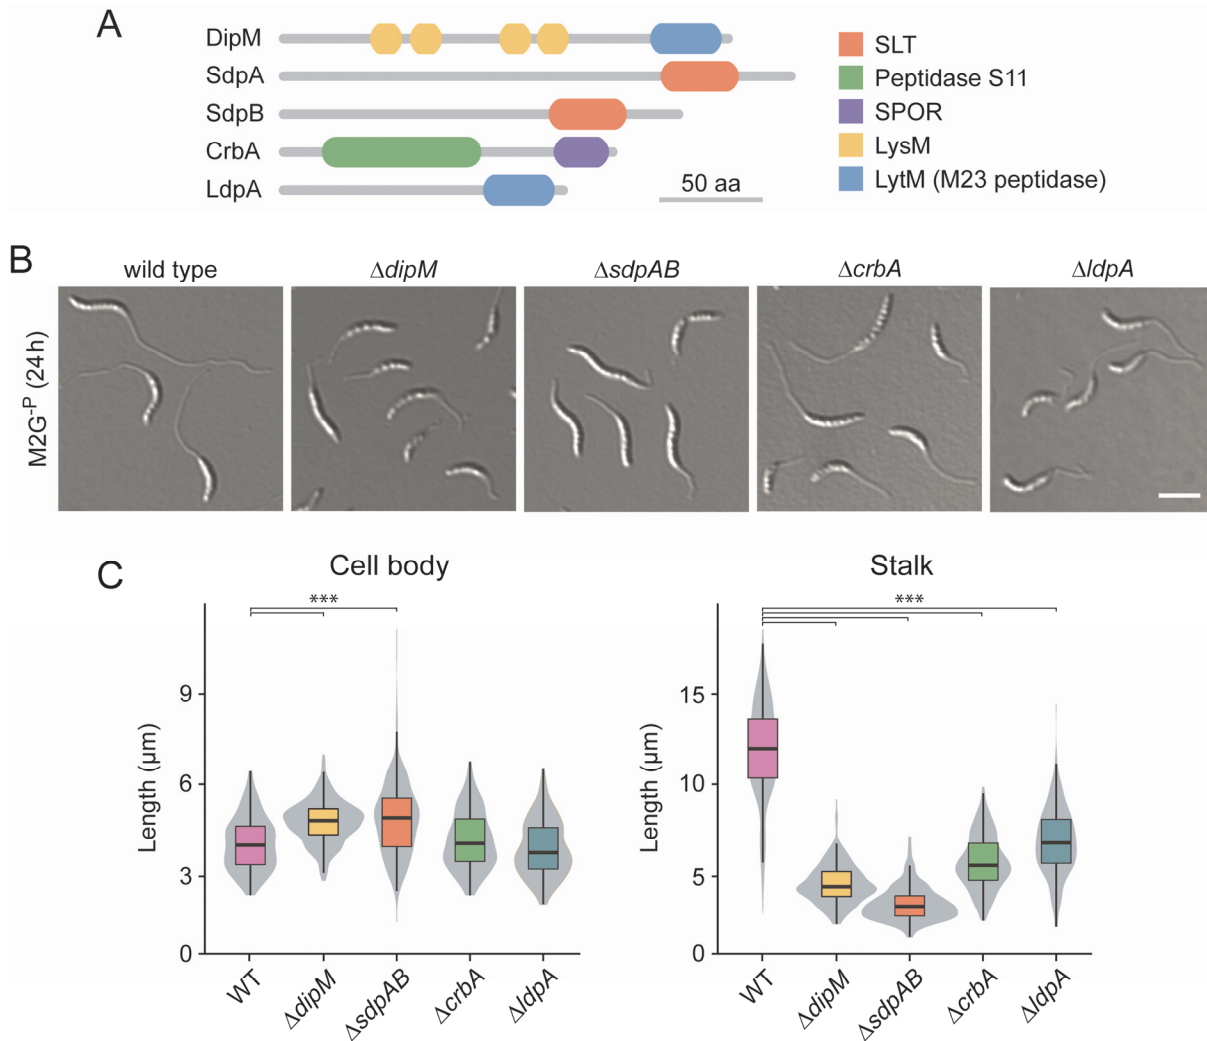 A
DipM
SdpA
SdpB
CrbA
LdpA
50 aa
SLT
Peptidase S11
SPOR
LysM
LytM (M23 peptidase)
B
wild type
ΔdipM
ΔsdpAB
ΔcrbA
ΔldpA
M2G-P (24 h)
C
Cell body
***
Length (µm)
9
6
3
0
WT
ΔdipM
ΔsdpAB
ΔcrbA
ΔldpA
Stalk
***
Length (µm)
15
10
5
0
WT
ΔdipM
ΔsdpAB
ΔcrbA
ΔldpA